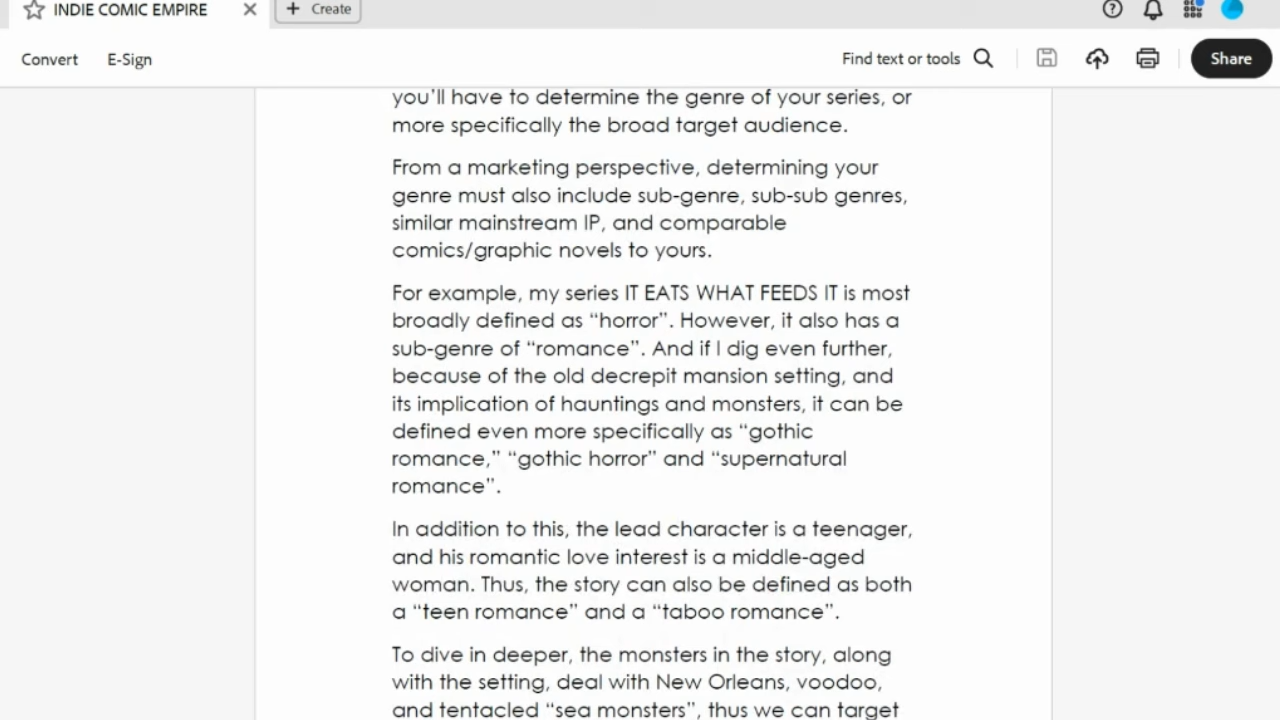 INDIE COMIC EMPIRE
+ Create
Convert
E-Sign
Find text or tools
Share
you’ll have to determine the genre of your series, or
more specifically the broad target audience.
From a marketing perspective, determining your
genre must also include sub-genre, sub-sub genres,
similar mainstream IP, and comparable
comics/graphic novels to yours.
For example, my series IT EATS WHAT FEEDS IT is most
broadly defined as “horror”. However, it also has a
sub-genre of “romance”. And if I dig even further,
because of the old decrepit mansion setting, and
its implication of hauntings and monsters, it can be
defined even more specifically as “gothic
romance,” “gothic horror” and “supernatural
romance”.
In addition to this, the lead character is a teenager,
and his romantic love interest is a middle-aged
woman. Thus, the story can also be defined as both
a “teen romance” and a “taboo romance”.
To dive in deeper, the monsters in the story, along
with the setting, deal with New Orleans, voodoo,
and tentacled “sea monsters”, thus we can target